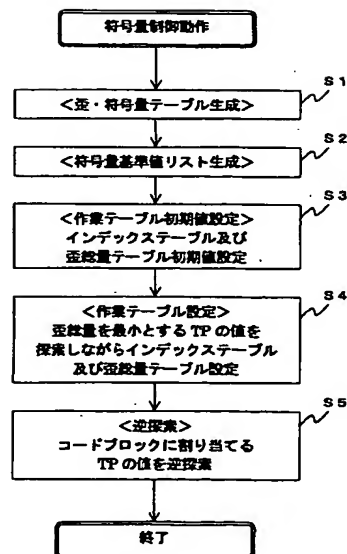 符号量制御動作
S1
<歪・符号量テーブル生成>
S2
<符号量基準値リスト生成>
S3
<作業テーブル初期値設定>
インデックステーブル及び
歪総量テーブル初期値設定
S4
<作業テーブル設定>
歪総量を最小とするTPの値を
探索しながらインデックステーブル
及び歪総量テーブル設定
S5
<逆探索>
コードブロックに割り当てる
TPの値を逆探索
終了